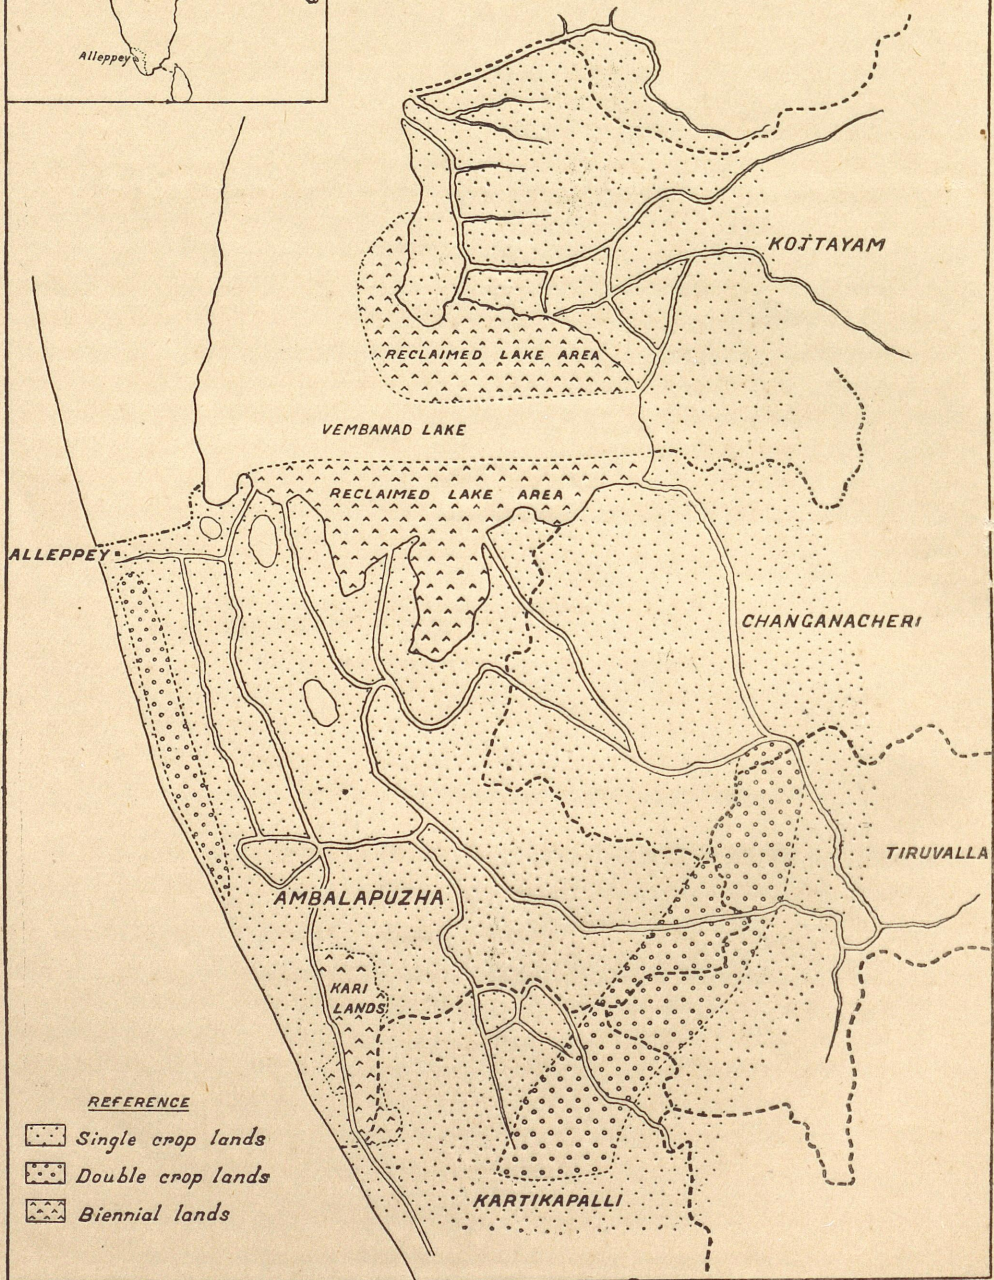 Alleppey
KOTTAYAM
RECLAIMED LAKE AREA
VEMBANAD LAKE
RECLAIMED LAKE AREA
ALLEPPEY
CHANGANACHERI
TIRUVALLA
AMBALAPUZHA
KARI
LANDS
REFERENCE
Single crop lands
Double crop lands
Biennial lands
KARTIKAPALLI